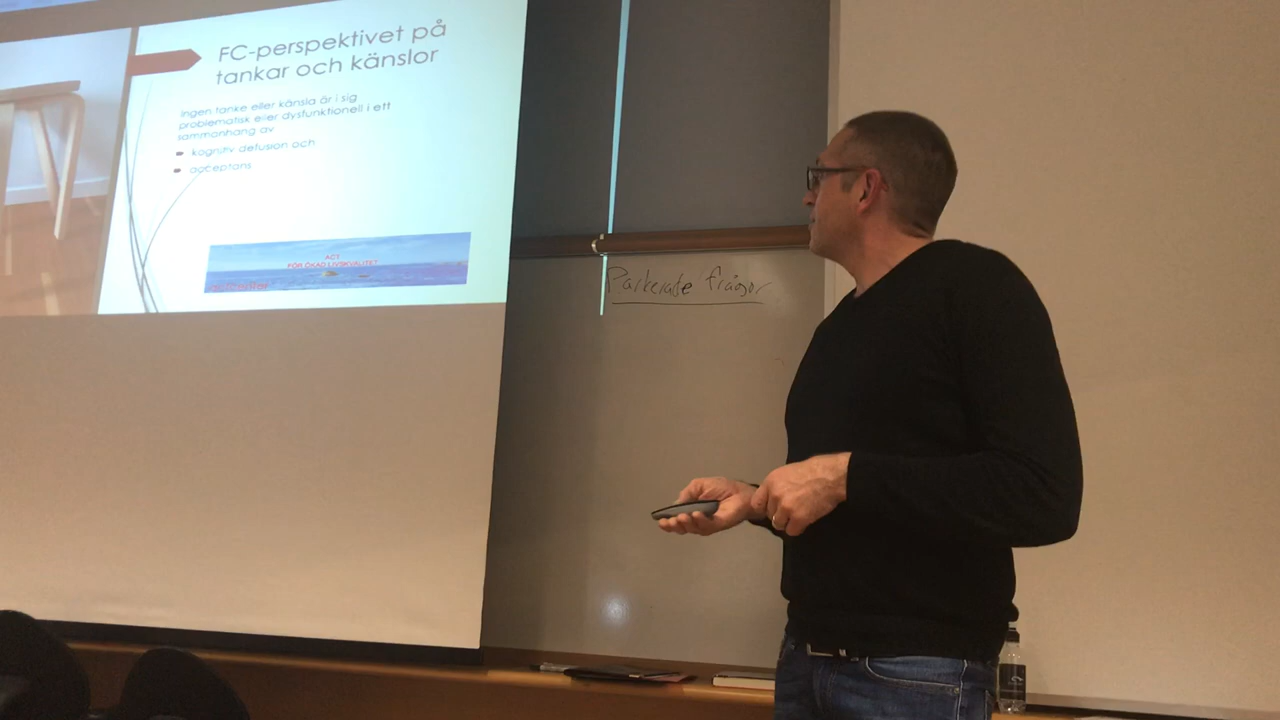 FC-perspektivet på
tankar och känslor
Ingen tanke eller känsla är i sig
problematisk eller dysfunktionell i ett
sammanhang av
kognitiv defusion och
acceptans
ACT
FÖR ÖKAD LIVSKVALITET
Parkerade frågor